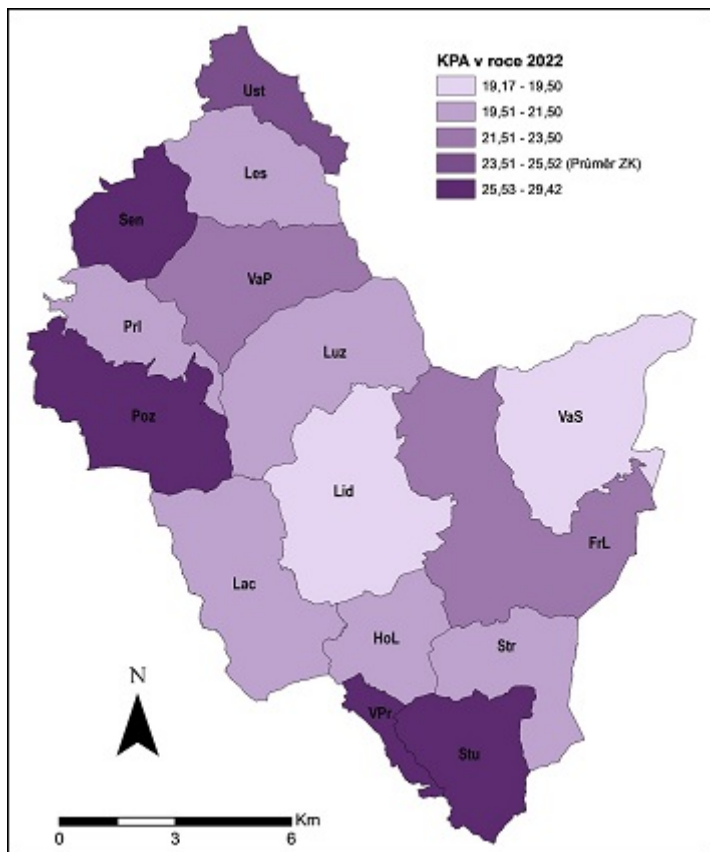 KPA v roce 2022
19,17 - 19,50
19,51 - 21,50
21,51 - 23,50
23,51 - 25,52 (Průměr ZK)
25,53 - 29,42
Ust
Les
Sen
VaP
Prl
Luz
Poz
VaS
Lid
FrL
Lac
HoL
Str
N
VPr
Stu
Km
0 3 6